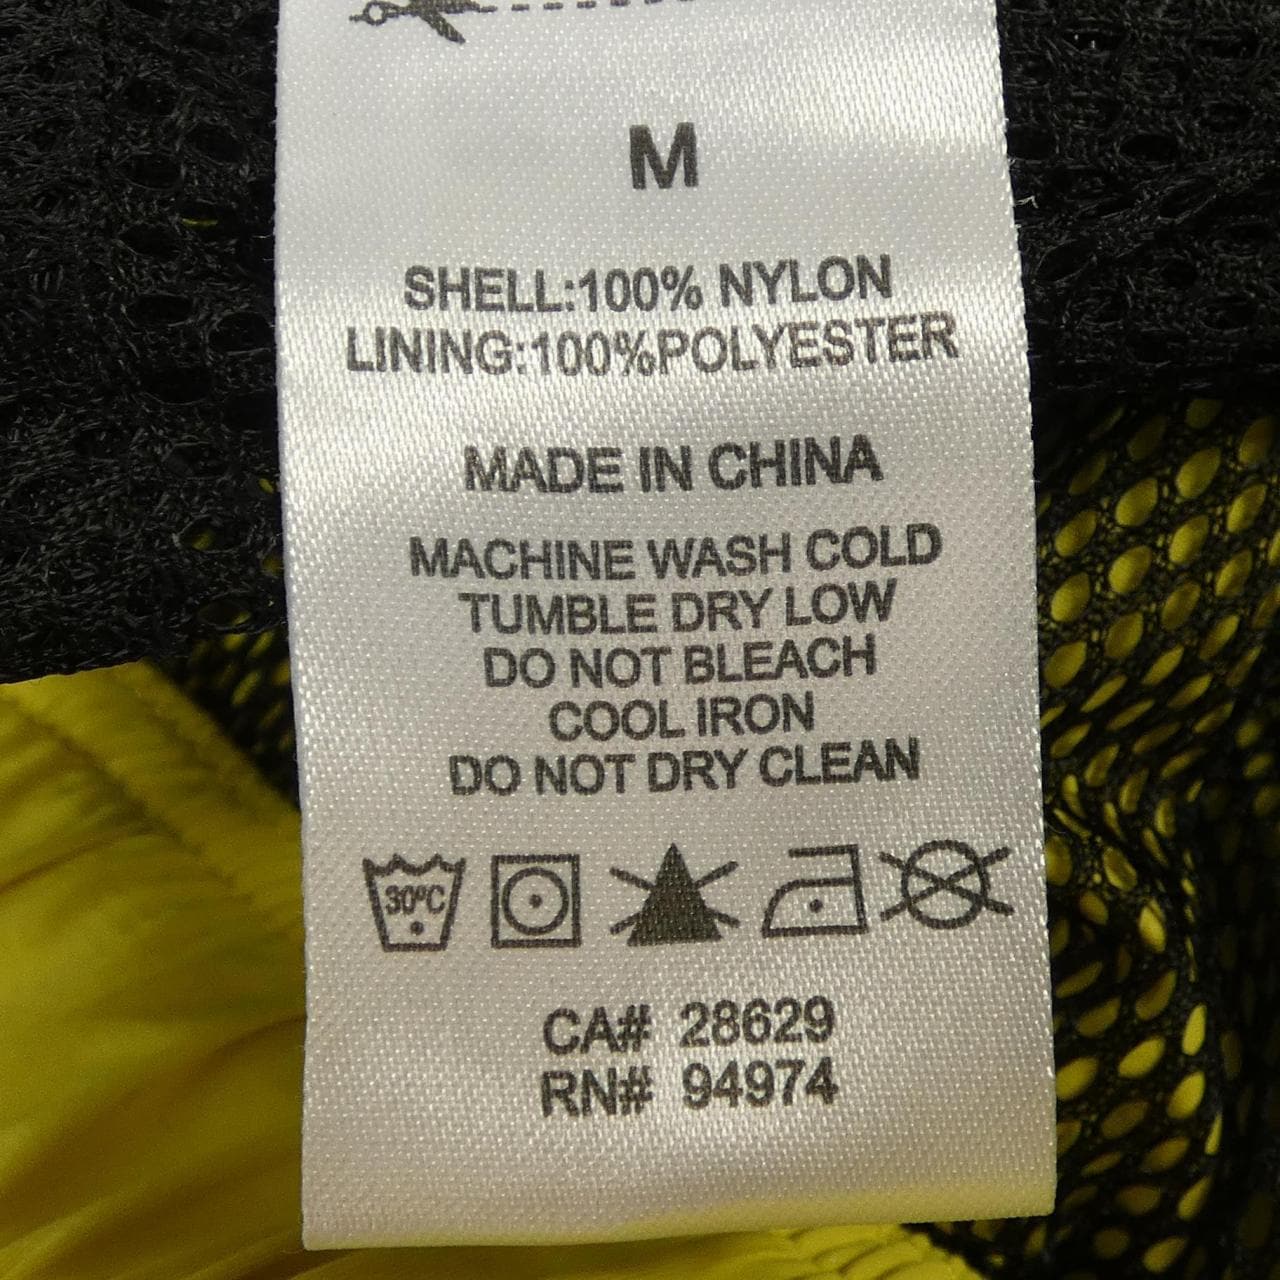 M
SHELL:100% NYLON
LINING:100%POLYESTER
MADE IN CHINA
MACHINE WASH COLD
TUMBLE DRY LOW
DO NOT BLEACH
COOL IRON
DO NOT DRY CLEAN
30ºC
CA# 28629
RN# 94974